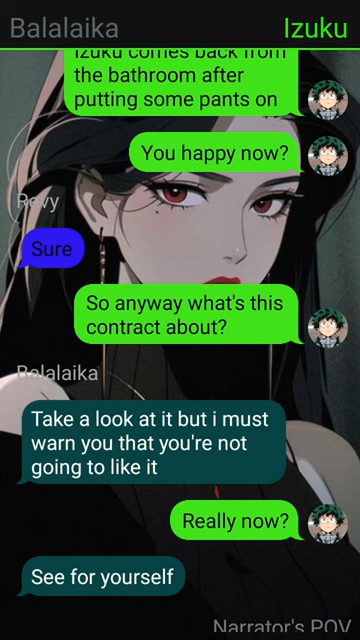 Balalaika
Izuku
Izuku comes back from
the bathroom after
putting some pants on
You happy now?
Revy
Sure
So anyway what's this
contract about?
Balalaika
Take a look at it but i must
warn you that you're not
going to like it
Really now?
See for yourself
Narrator's POV